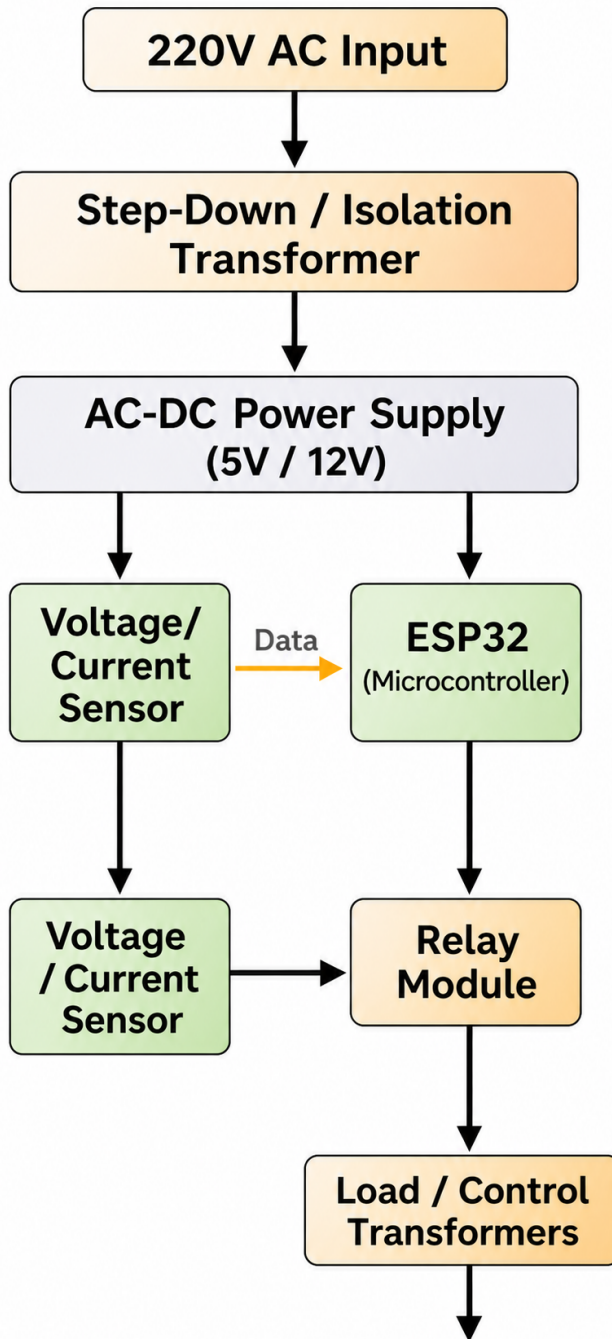 220V AC Input
Step-Down / Isolation
Transformer
AC-DC Power Supply
(5V / 12V)
Voltage/
Current
Sensor
Data
ESP32
(Microcontroller)
Voltage
/ Current
Sensor
Relay
Module
Load / Control
Transformers